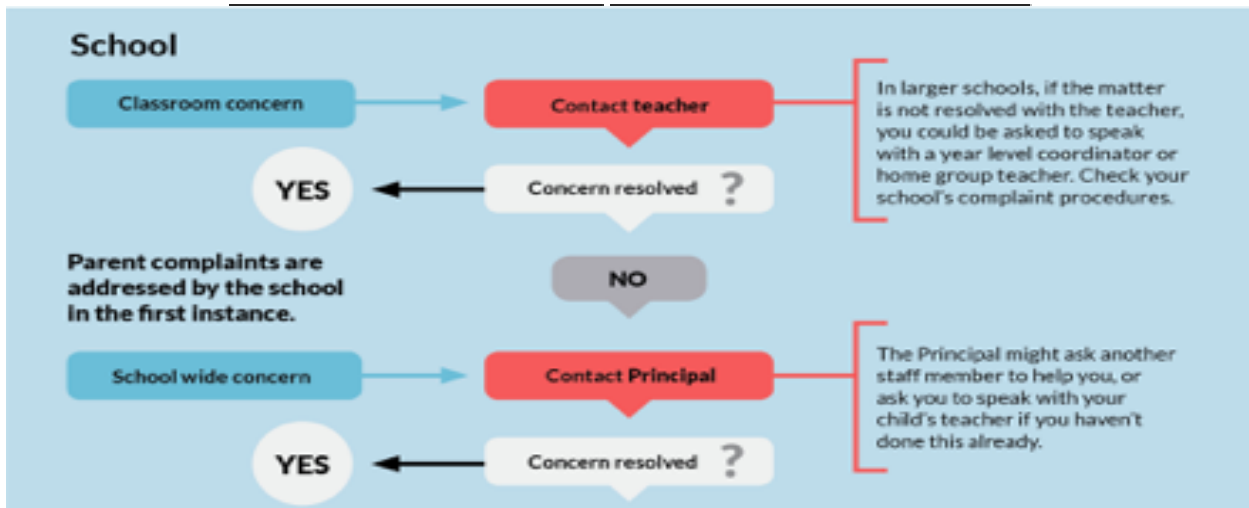 School
Classroom concern
Contact teacher
In larger schools, if the matter
is not resolved with the teacher,
you could be asked to speak
with a year level coordinator or
home group teacher. Check your
school's complaint procedures.
YES
Concern resolved ?
Parent complaints are
addressed by the school
in the first instance.
NO
School wide concern
Contact Principal
The Principal might ask another
staff member to help you, or
ask you to speak with your
child's teacher if you haven't
done this already.
YES
Concern resolved ?